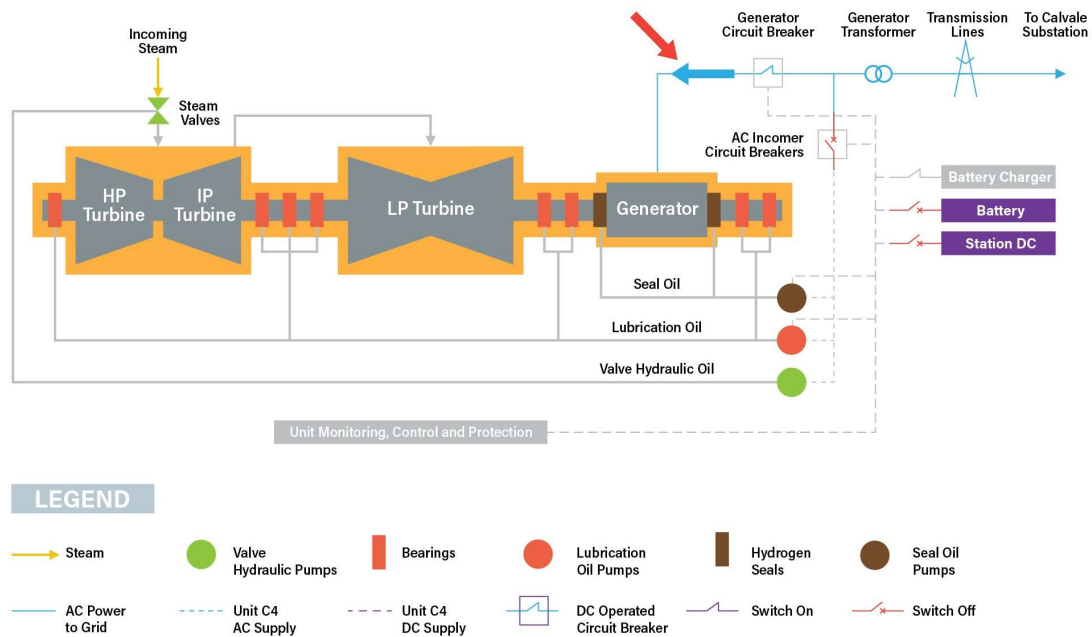 Incoming
Steam
Steam
Valves
Generator
Circuit Breaker
Generator
Transformer
Transmission
Lines
To Calvale
Substation
AC Incomer
Circuit Breakers
HP
Turbine
IP
Turbine
LP Turbine
Generator
Battery Charger
Battery
Station DC
Seal Oil
Lubrication Oil
Valve Hydraulic Oil
Unit Monitoring, Control and Protection
LEGEND
Steam
Valve
Hydraulic Pumps
Bearings
Lubrication
Oil Pumps
Hydrogen
Seals
Seal Oil
Pumps
AC Power
to Grid
Unit C4
AC Supply
Unit C4
DC Supply
DC Operated
Circuit Breaker
Switch On
Switch Off